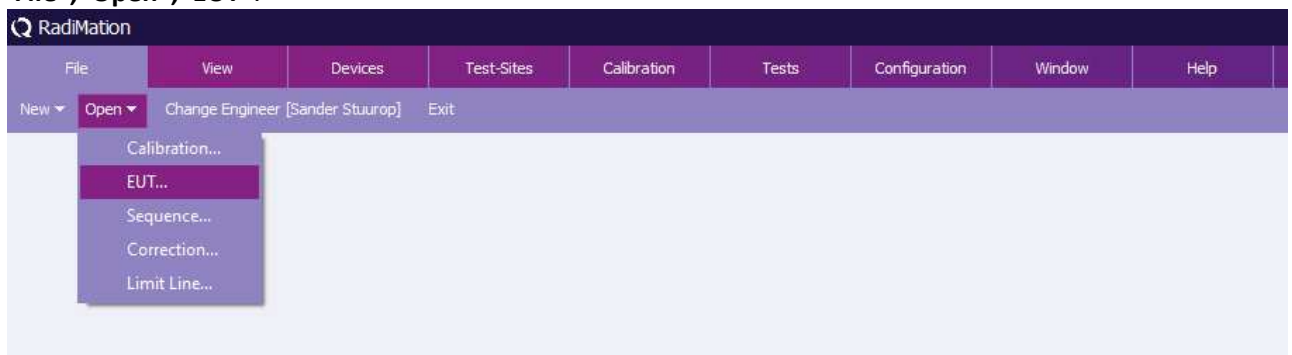 RadiMation
File View Devices Test-Sites Calibration Tests Configuration Window Help
New Open Change Engineer [Sander Stuurop] Exit
Calibration...
EUT...
Sequence...
Correction...
Limit Line...